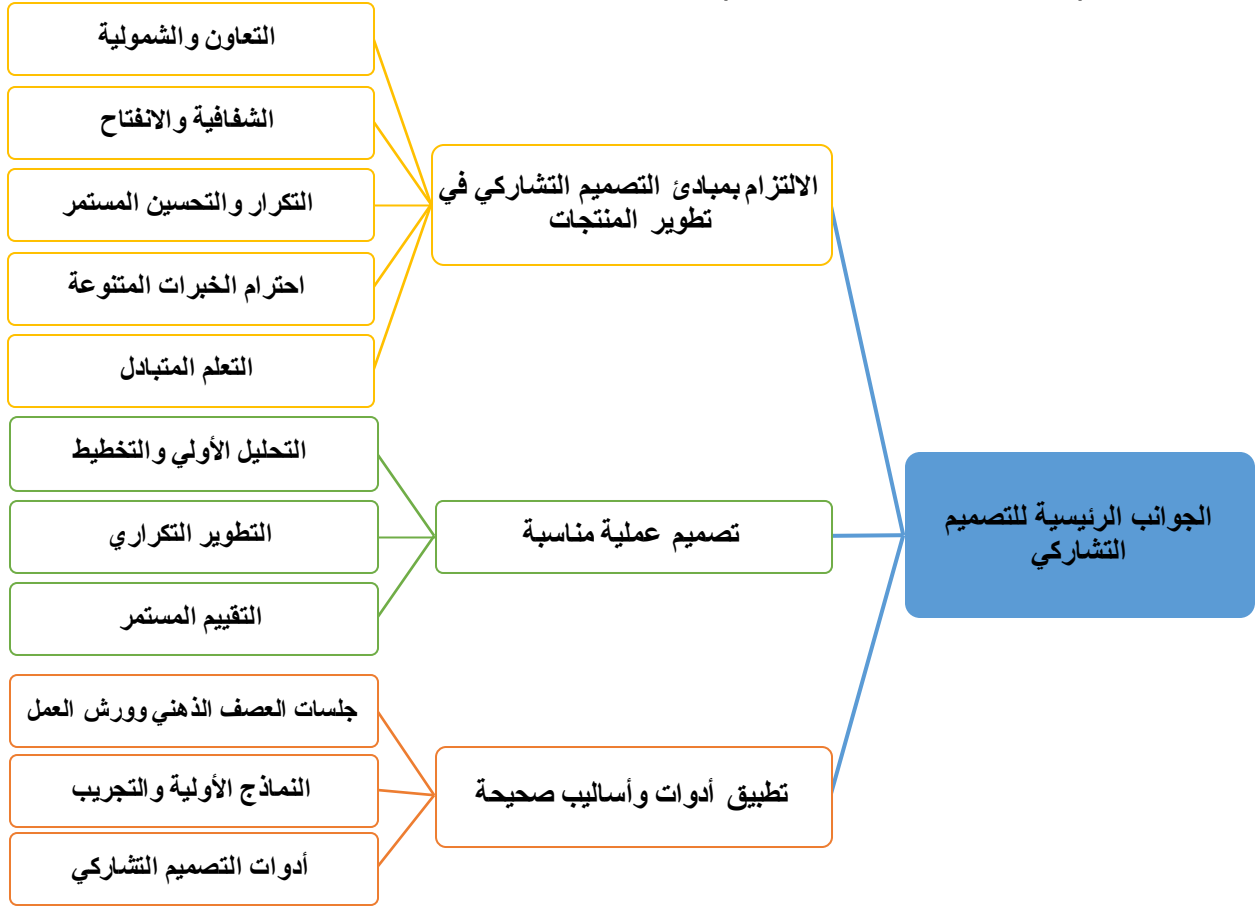 الجوانب الرئيسية للتصميم
التشاركي
الالتزام بمبادئ التصميم التشاركي في
تطوير المنتجات
التعاون والشمولية
الشفافية والانفتاح
التكرار والتحسين المستمر
احترام الخبرات المتنوعة
التعلم المتبادل
تصميم عملية مناسبة
التحليل الأولي والتخطيط
التطوير التكراري
التقييم المستمر
تطبيق أدوات وأساليب صحيحة
جلسات العصف الذهني وورش العمل
النماذج الأولية والتجريب
أدوات التصميم التشاركي